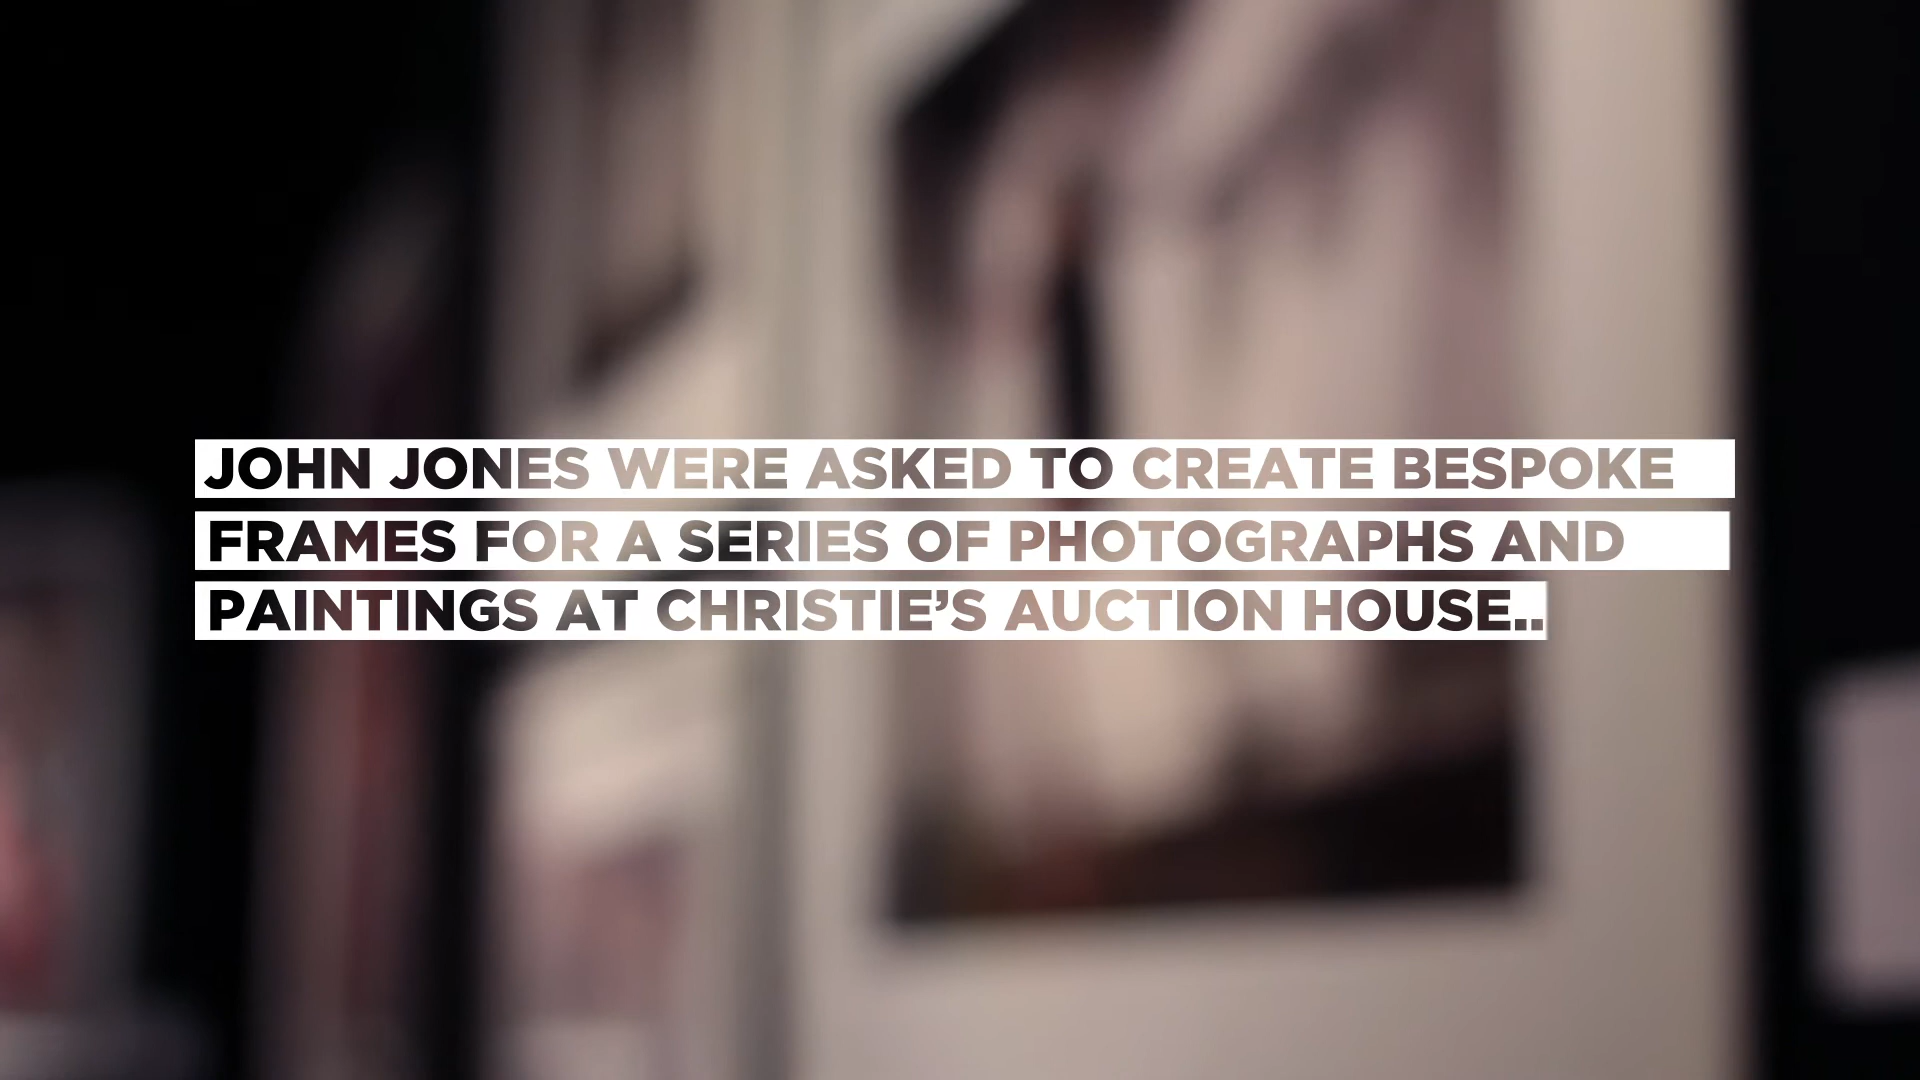 JOHN JONES WERE ASKED TO CREATE BESPOKE
FRAMES FOR A SERIES OF PHOTOGRAPHS AND
PAINTINGS AT CHRISTIE’S AUCTION HOUSE..